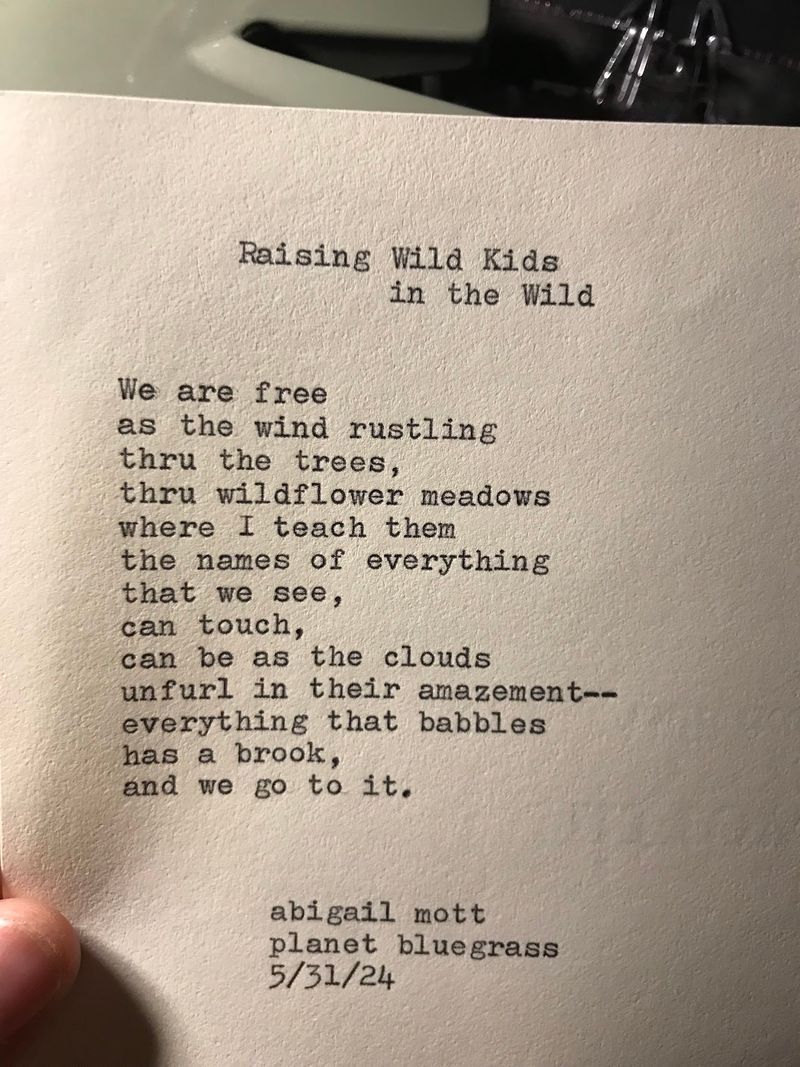 Raising Wild Kids
in the Wild
We are free
as the wind rustling
thru the trees,
thru wildflower meadows
where I teach them
the names of everything
that we see,
can touch,
can be as the clouds
unfurl in their amazement--
everything that babbles
has a brook,
and we go to it.
abigail mott
planet bluegrass
5/31/24